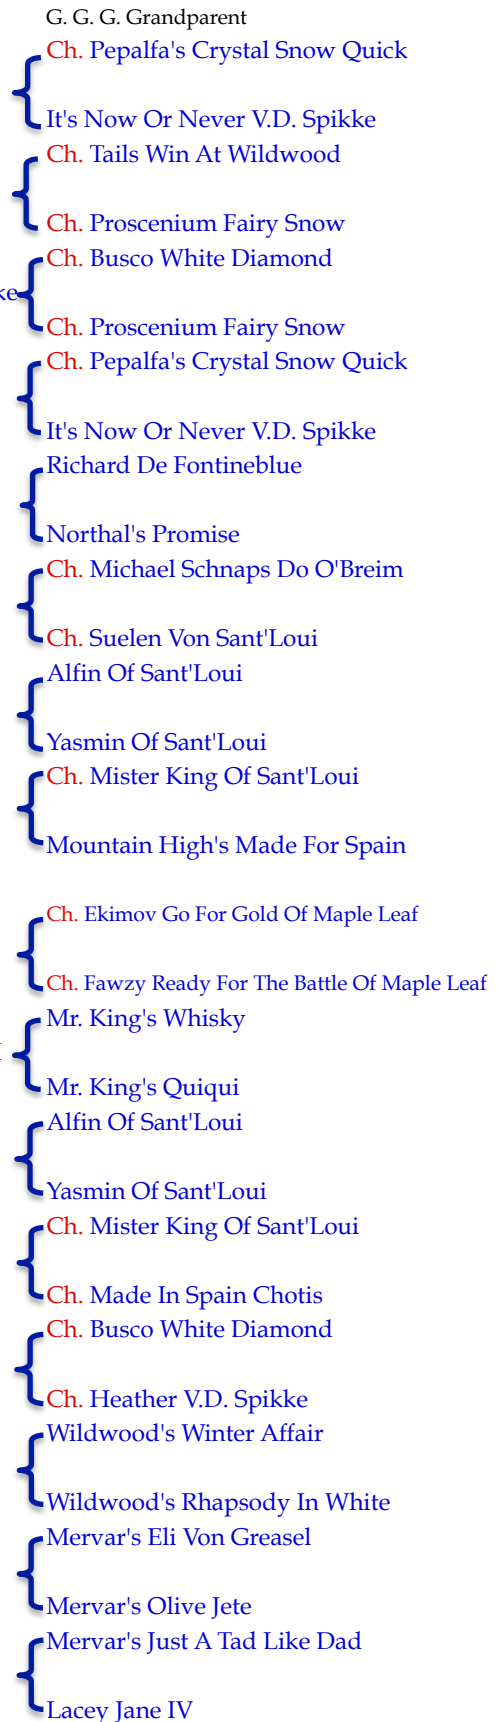 G. G. G. Grandparent
Ch. Pepalfa's Crystal Snow Quick
It's Now Or Never V.D. Spikke
Ch. Tails Win At Wildwood
Ch. Proscenium Fairy Snow
Ch. Busco White Diamond
ke
Ch. Proscenium Fairy Snow
Ch. Pepalfa's Crystal Snow Quick
It's Now Or Never V.D. Spikke
Richard De Fontineblue
Northal's Promise
Ch. Michael Schnaps Do O'Breim
Ch. Suelen Von Sant'Loui
Alfin Of Sant'Loui
Yasmin Of Sant'Loui
Ch. Mister King Of Sant'Loui
Mountain High's Made For Spain
Ch. Ekimov Go For Gold Of Maple Leaf
Ch. Fawzy Ready For The Battle Of Maple Leaf
Mr. King's Whisky
Mr. King's Quiqui
Alfin Of Sant'Loui
Yasmin Of Sant'Loui
Ch. Mister King Of Sant'Loui
Ch. Made In Spain Chotis
Ch. Busco White Diamond
Ch. Heather V.D. Spikke
Wildwood's Winter Affair
Wildwood's Rhapsody In White
Mervar's Eli Von Greasel
Mervar's Olive Jete
Mervar's Just A Tad Like Dad
Lacey Jane IV